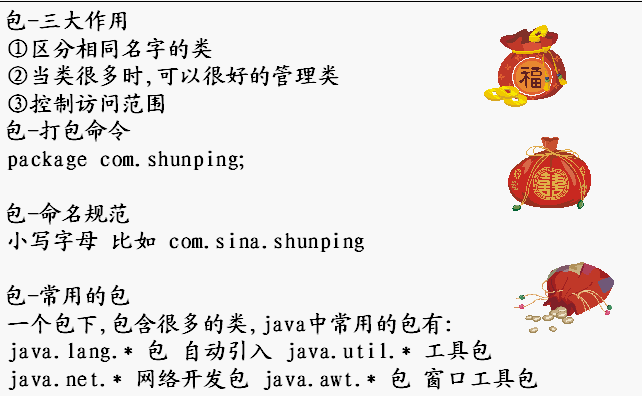 包-三大作用
①区分相同名字的类
②当类很多时,可以很好的管理类
③控制访问范围
包-打包命令
package com.shunping;
包-命名规范
小写字母 比如 com.sina.shunping
包-常用的包
一个包下,包含很多的类,java中常用的包有:
java.lang.* 包 自动引入 java.util.* 工具包
java.net.* 网络开发包 java.awt.* 包 窗口工具包
福
囍